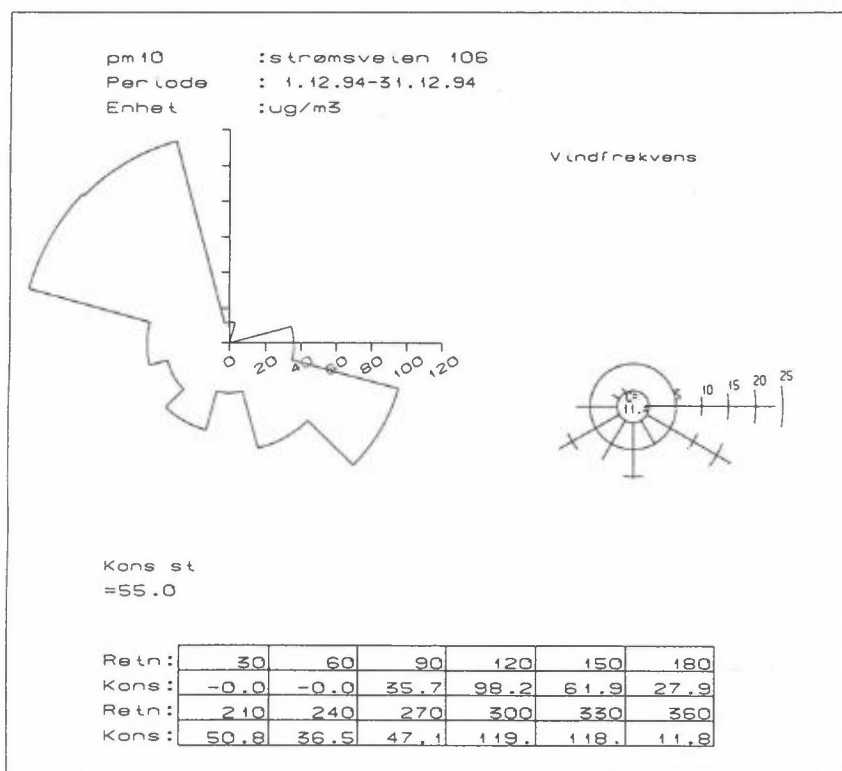 pm10 :strømsveien 106
Periode : 1.12.94-31.12.94
Enhet :ug/m3
Vindfrekvens
0 20 40 60 80 100 120
5 10 15 20 25
11.
Kons st
=55.0
Retn: 30 60 90 120 150 180
Kons: -0.0 -0.0 35.7 98.2 61.9 27.9
Retn: 210 240 270 300 330 360
Kons: 50.8 36.5 47.1 119. 118. 11.8